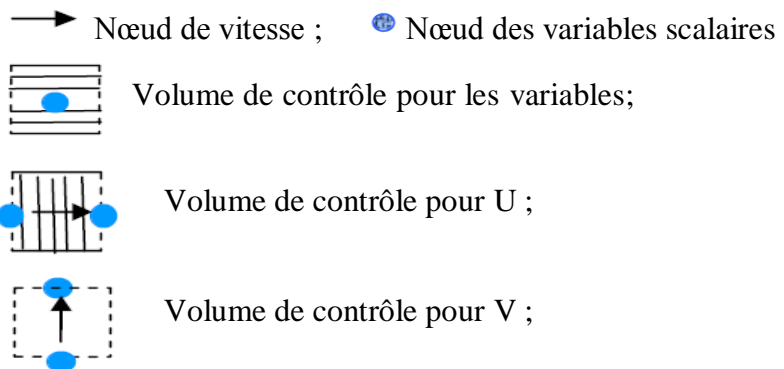 Nœud de vitesse ; Nœud des variables scalaires
Volume de contrôle pour les variables;
Volume de contrôle pour U ;
Volume de contrôle pour V ;